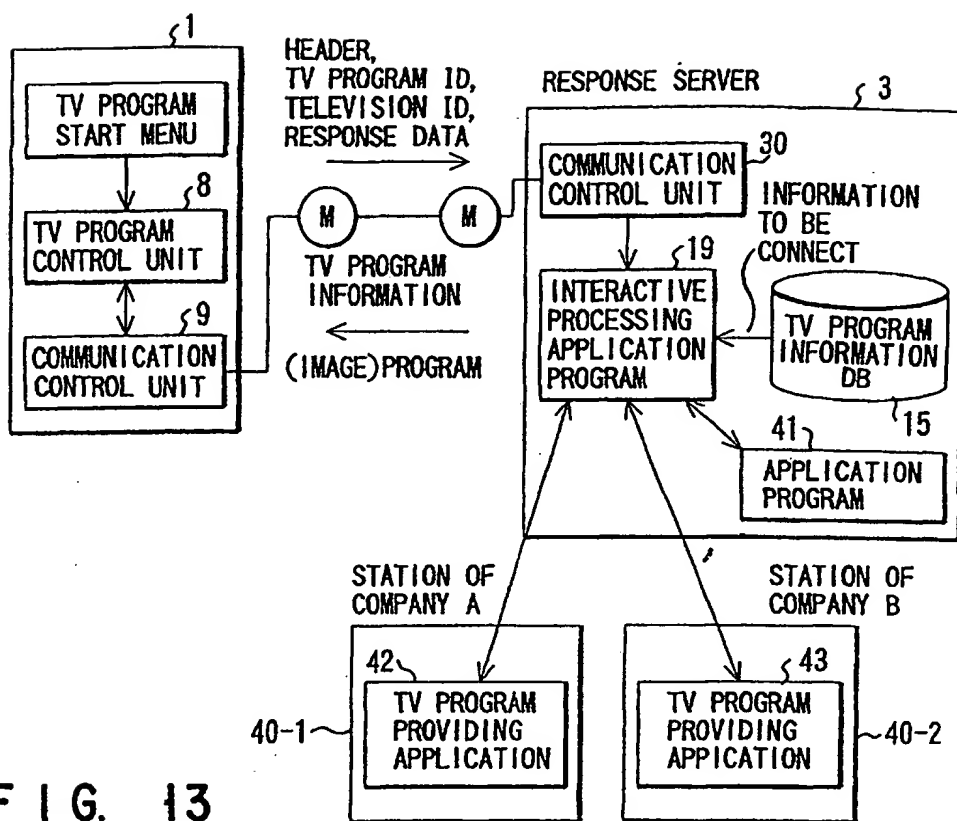 1
TV PROGRAM
START MENU
8
TV PROGRAM
CONTROL UNIT
9
COMMUNICATION
CONTROL UNIT
HEADER,
TV PROGRAM ID,
TELEVISION ID,
RESPONSE DATA
M
M
TV PROGRAM
INFORMATION
(IMAGE)PROGRAM
RESPONSE SERVER
3
COMMUNICATION
CONTROL UNIT
30
INFORMATION
TO BE
CONNECT
19
INTERACTIVE
PROCESSING
APPLICATION
PROGRAM
TV PROGRAM
INFORMATION
DB
15
41
APPLICATION
PROGRAM
STATION OF
COMPANY A
42
TV PROGRAM
PROVIDING
APPLICATION
40-1
STATION OF
COMPANY B
43
TV PROGRAM
PROVIDING
APPICATION
40-2
FIG. 13